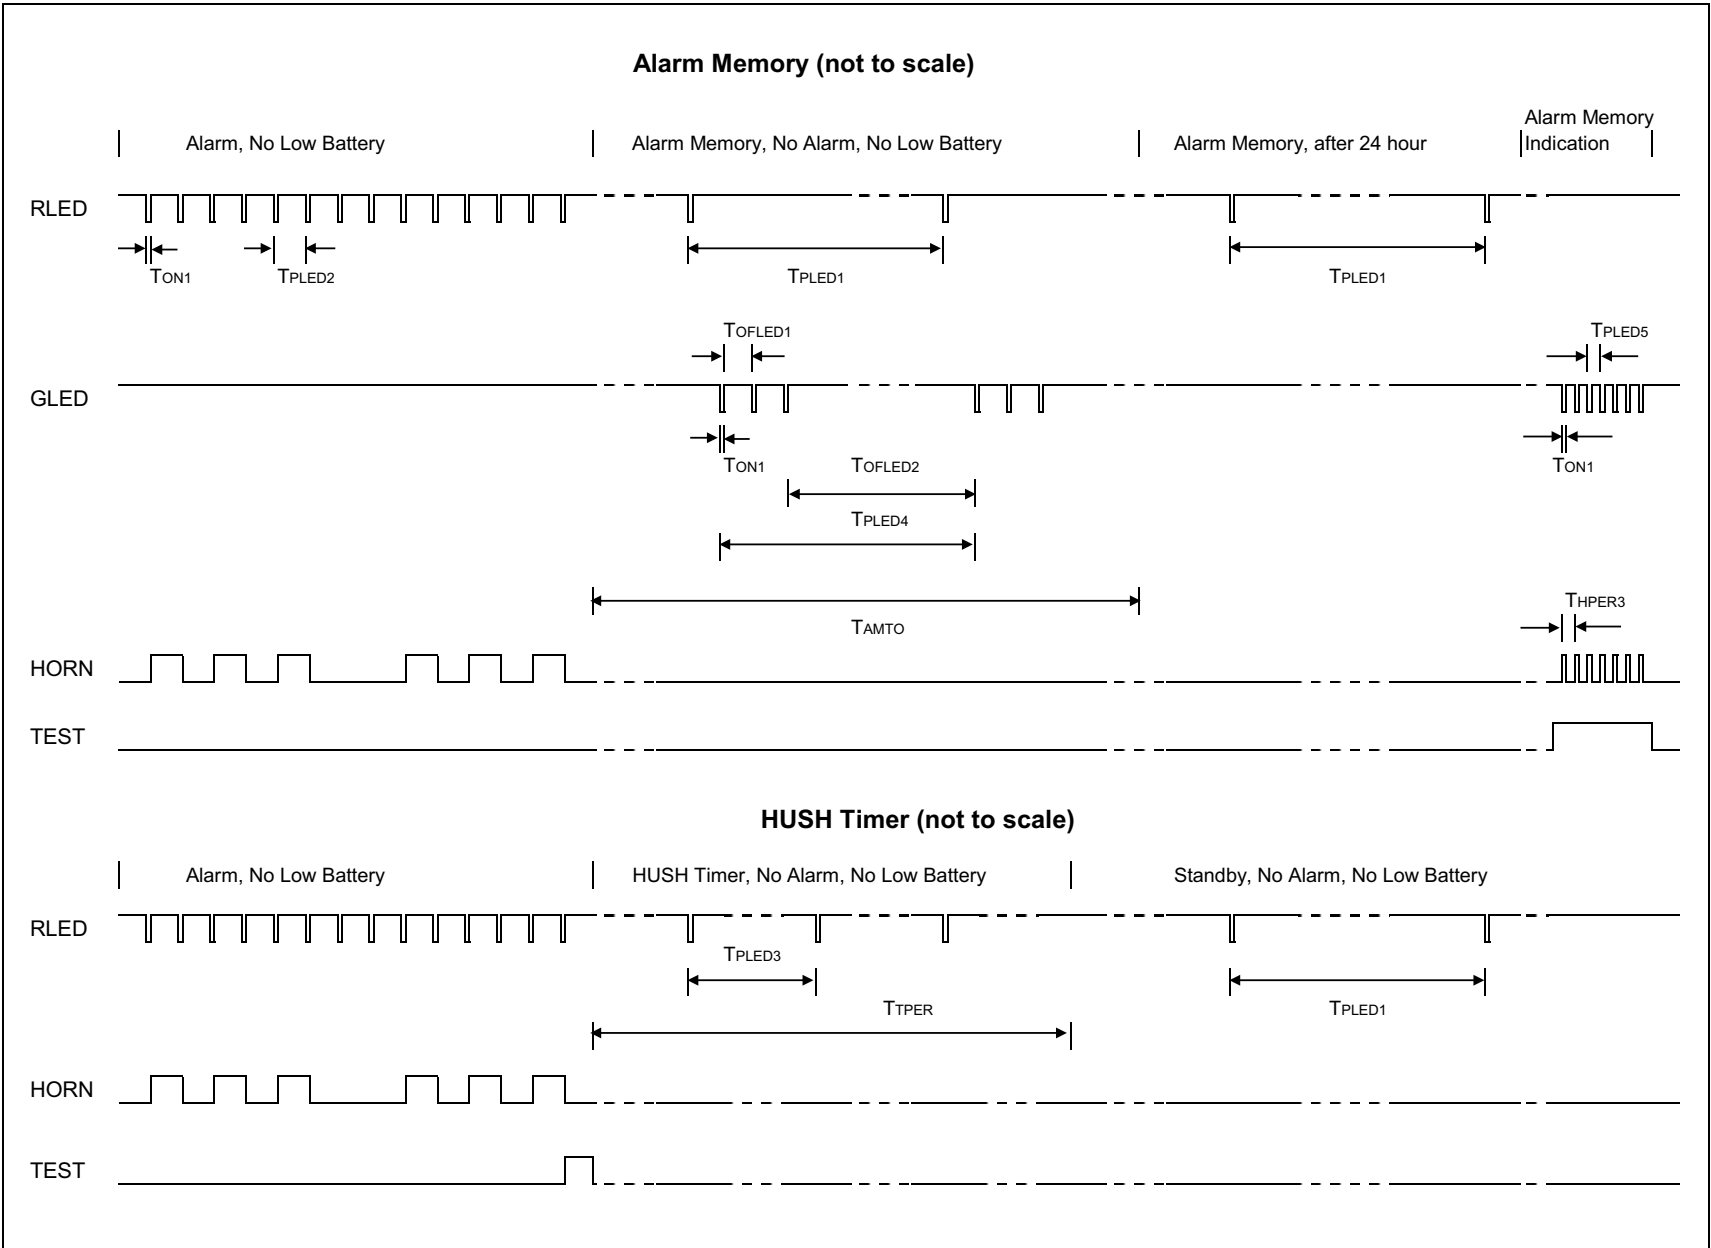 Alarm Memory (not to scale)
Alarm, No Low Battery
Alarm Memory, No Alarm, No Low Battery
Alarm Memory, after 24 hour
Alarm Memory
Indication
RLED
TON1
TPLED2
TPLED1
TPLED1
TOFLED1
TPLED5
GLED
TON1
TOFLED2
TON1
TPLED4
TAMTO
THPER3
HORN
TEST
HUSH Timer (not to scale)
Alarm, No Low Battery
HUSH Timer, No Alarm, No Low Battery
Standby, No Alarm, No Low Battery
RLED
TPLED3
TTPER
TPLED1
HORN
TEST